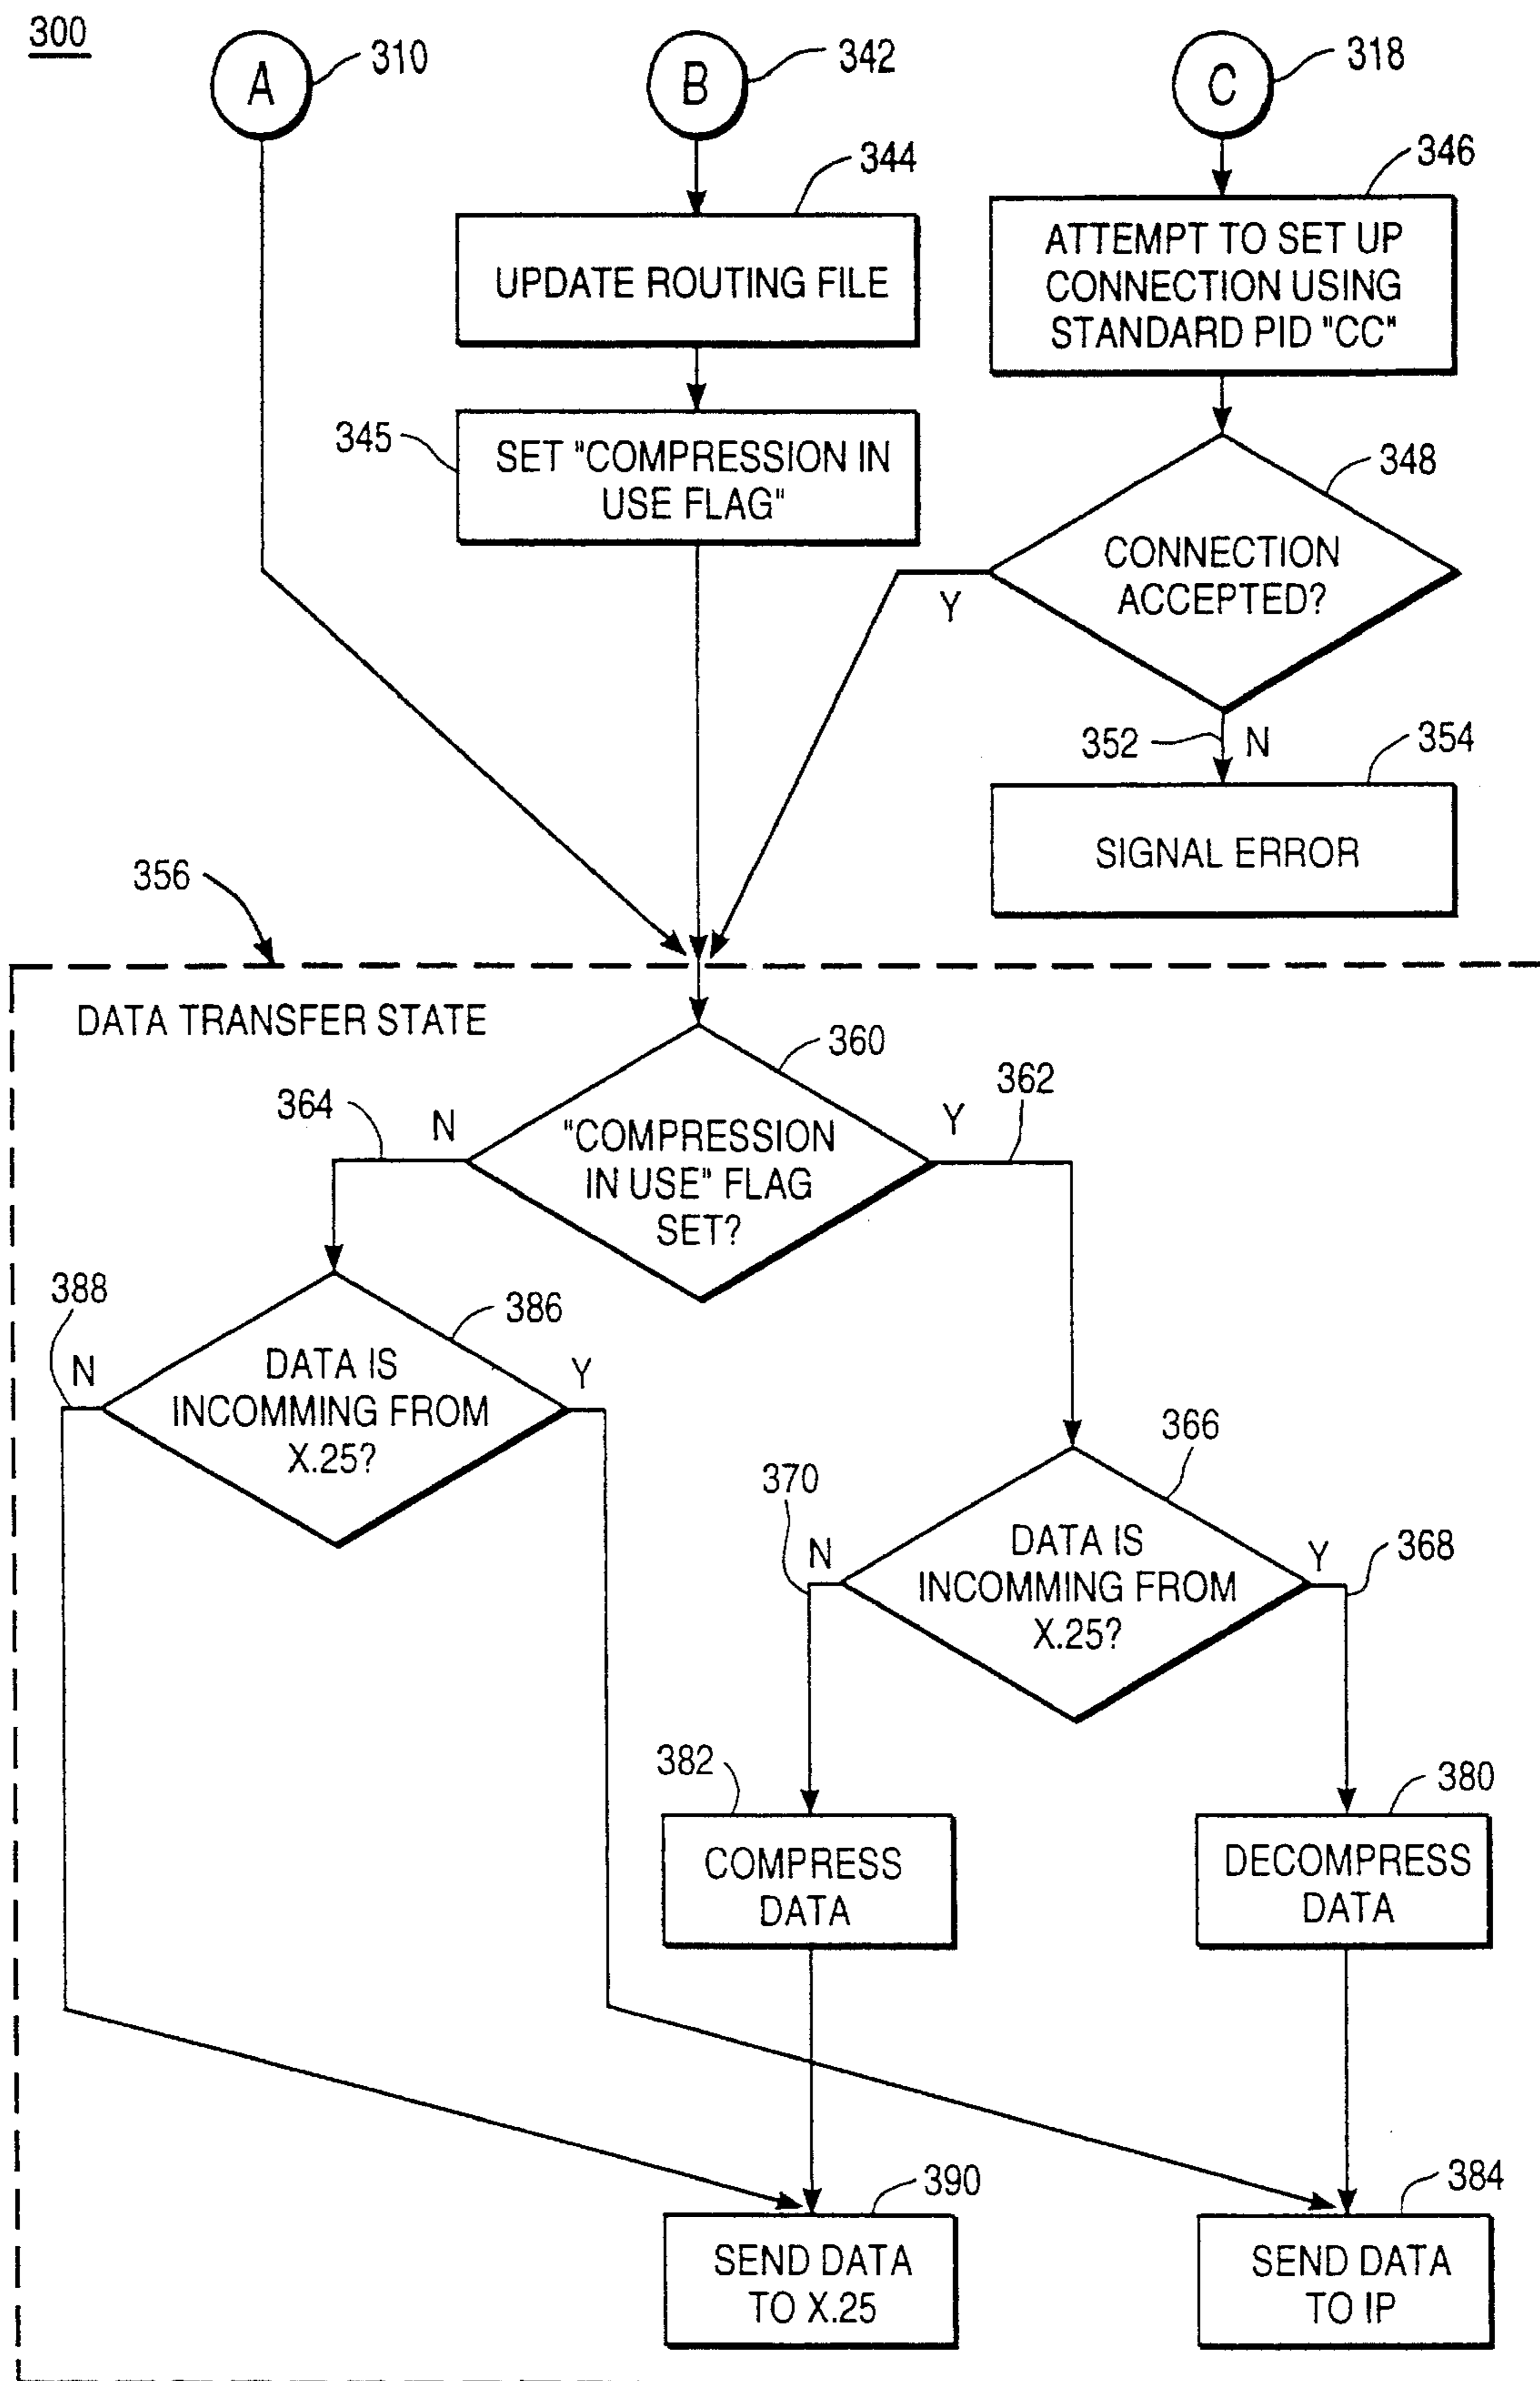 300
A
310
B
342
C
318
344
346
UPDATE ROUTING FILE
ATTEMPT TO SET UP
CONNECTION USING
STANDARD PID "CC"
345
SET "COMPRESSION IN
USE FLAG"
348
CONNECTION
ACCEPTED?
Y
352
N
354
SIGNAL ERROR
356
DATA TRANSFER STATE
360
362
364
N
Y
"COMPRESSION
IN USE" FLAG
SET?
388
386
N
Y
DATA IS
INCOMMING FROM
X.25?
366
370
368
N
Y
DATA IS
INCOMMING FROM
X.25?
382
380
COMPRESS
DATA
DECOMPRESS
DATA
390
384
SEND DATA
TO X.25
SEND DATA
TO IP